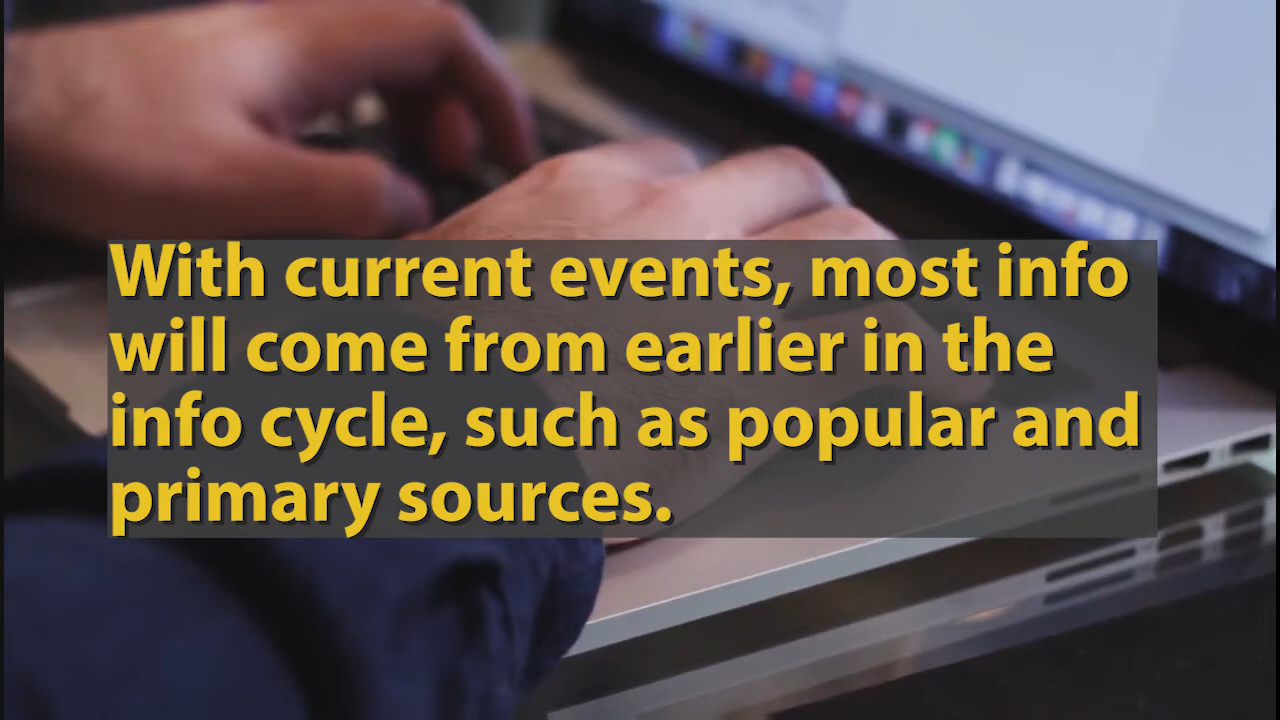 With current events, most info
will come from earlier in the
info cycle, such as popular and
primary sources.